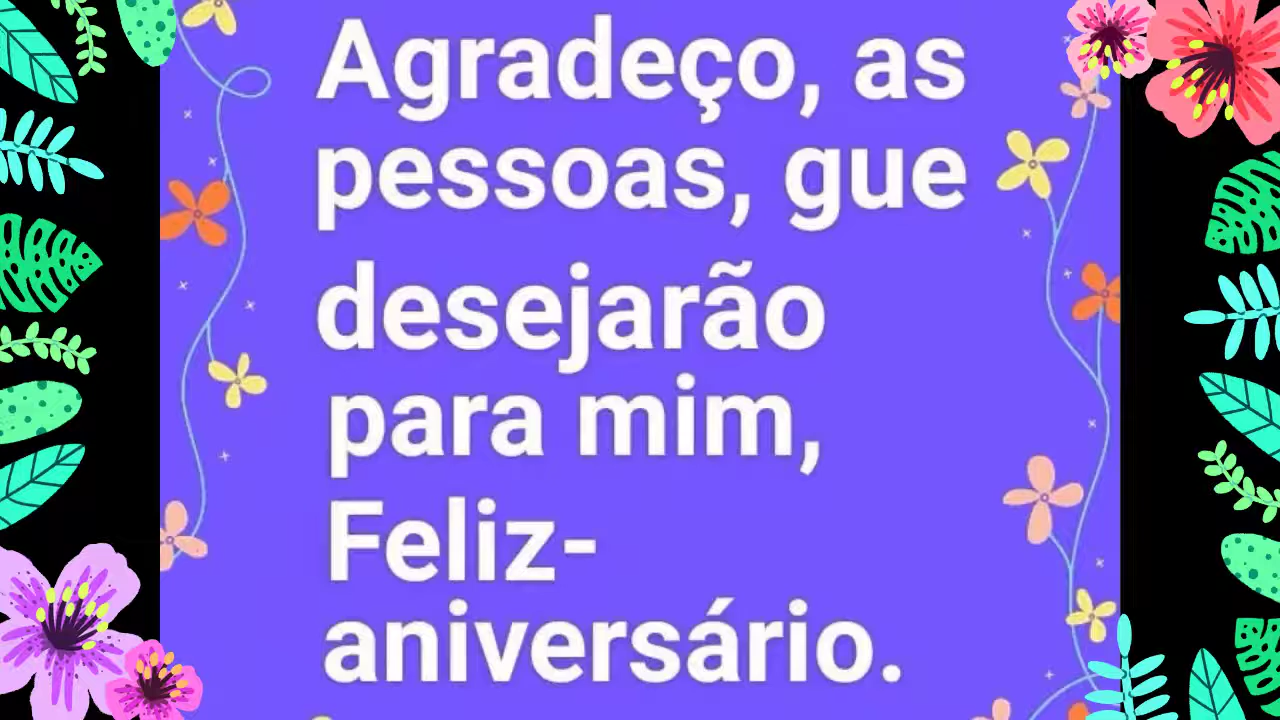 Agradeço, as
pessoas, gue
desejarão
para mim,
Feliz-
aniversário.